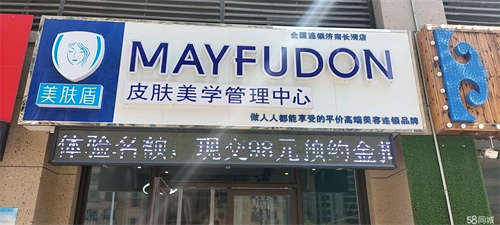 全国连锁济南长清店
MAYFUDON
美肤盾
皮肤美学管理中心
做人人都能享受的平价高端美容连锁品牌
体验名额，现交98元预约金
58同城